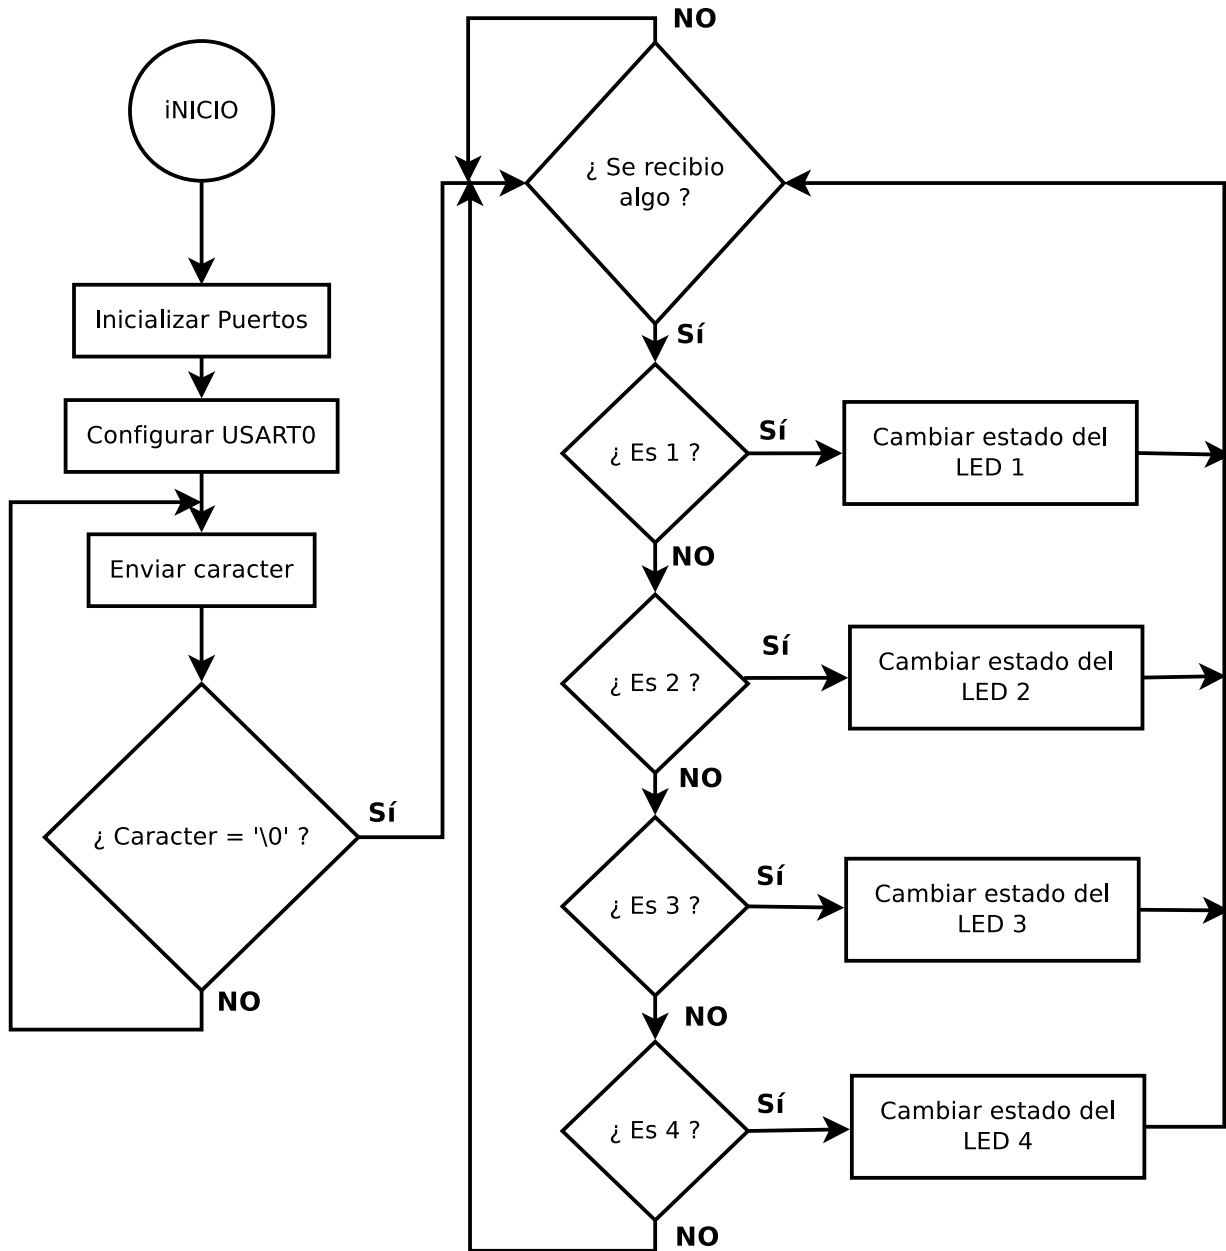 iNICIO
Inicializar Puertos
Configurar USART0
Enviar caracter
¿ Caracter = '\0' ?
Sí
NO
NO
¿ Se recibio
algo ?
Sí
¿ Es 1 ?
Sí
Cambiar estado del
LED 1
NO
¿ Es 2 ?
Sí
Cambiar estado del
LED 2
NO
¿ Es 3 ?
Sí
Cambiar estado del
LED 3
NO
¿ Es 4 ?
Sí
Cambiar estado del
LED 4
NO